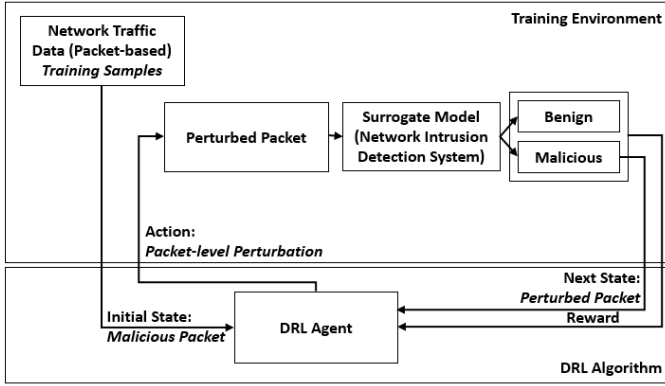 Training Environment
Network Traffic
Data (Packet-based)
Training Samples
Perturbed Packet
Surrogate Model
(Network Intrusion
Detection System)
Benign
Malicious
Action:
Packet-level Perturbation
Next State:
Perturbed Packet
Reward
Initial State:
Malicious Packet
DRL Agent
DRL Algorithm